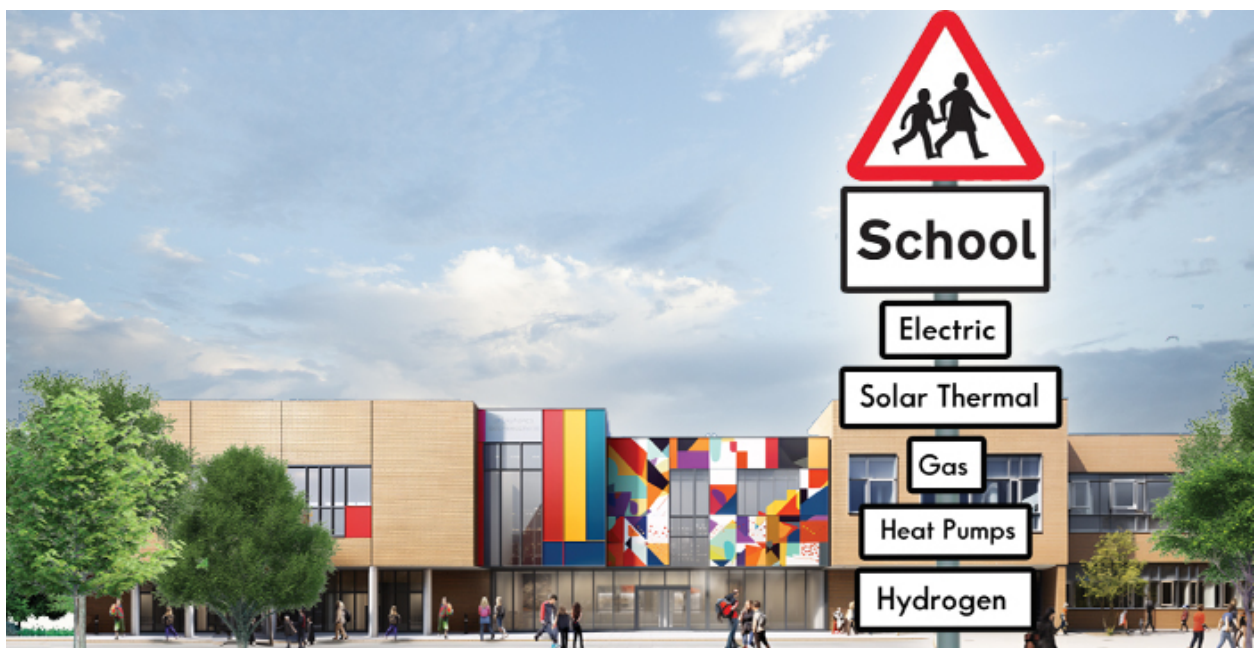 School
Electric
Solar Thermal
Gas
Heat Pumps
Hydrogen